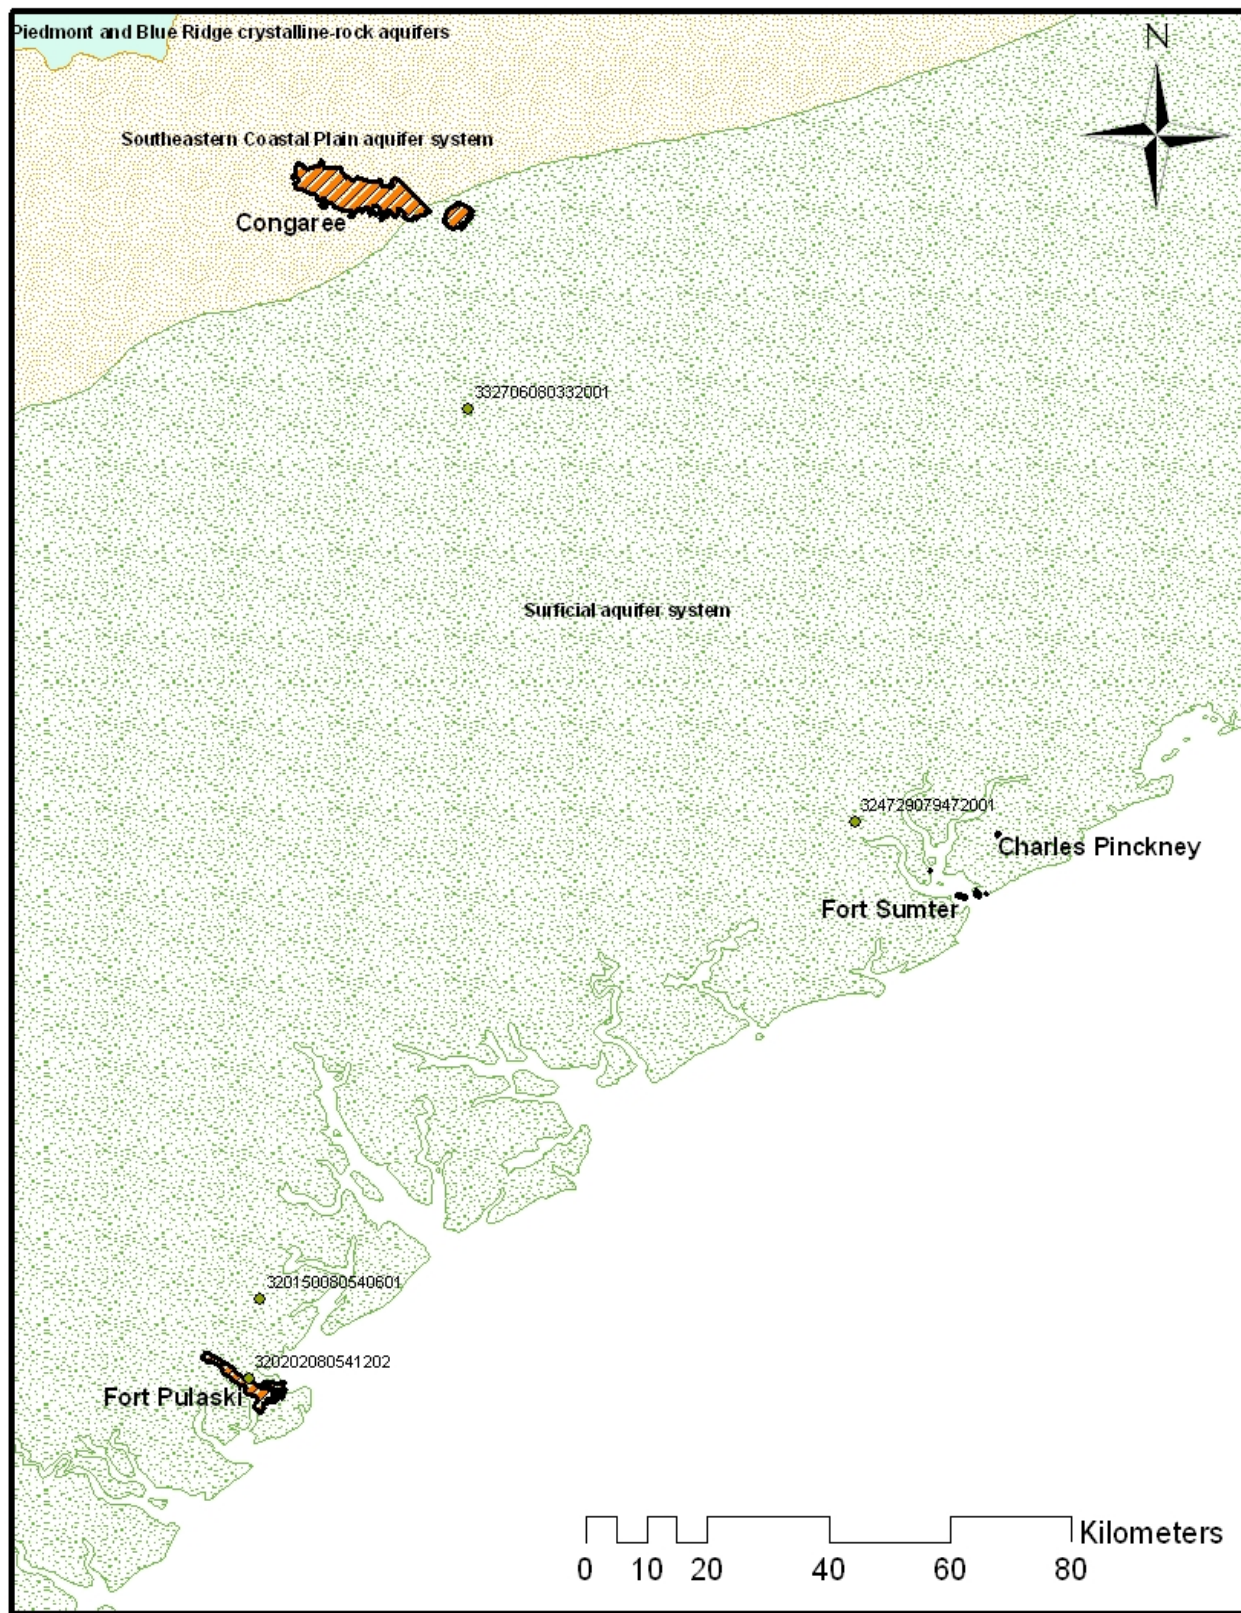 Piedmont and Blue Ridge crystalline-rock aquifers
N
Southeastern Coastal Plain aquifer system
Congaree
332706080332001
Surficial aquifer system
324729079472001
Charles Pinckney
Fort Sumter
320150080540601
320202080541202
Fort Pulaski
Kilometers
0 10 20 40 60 80